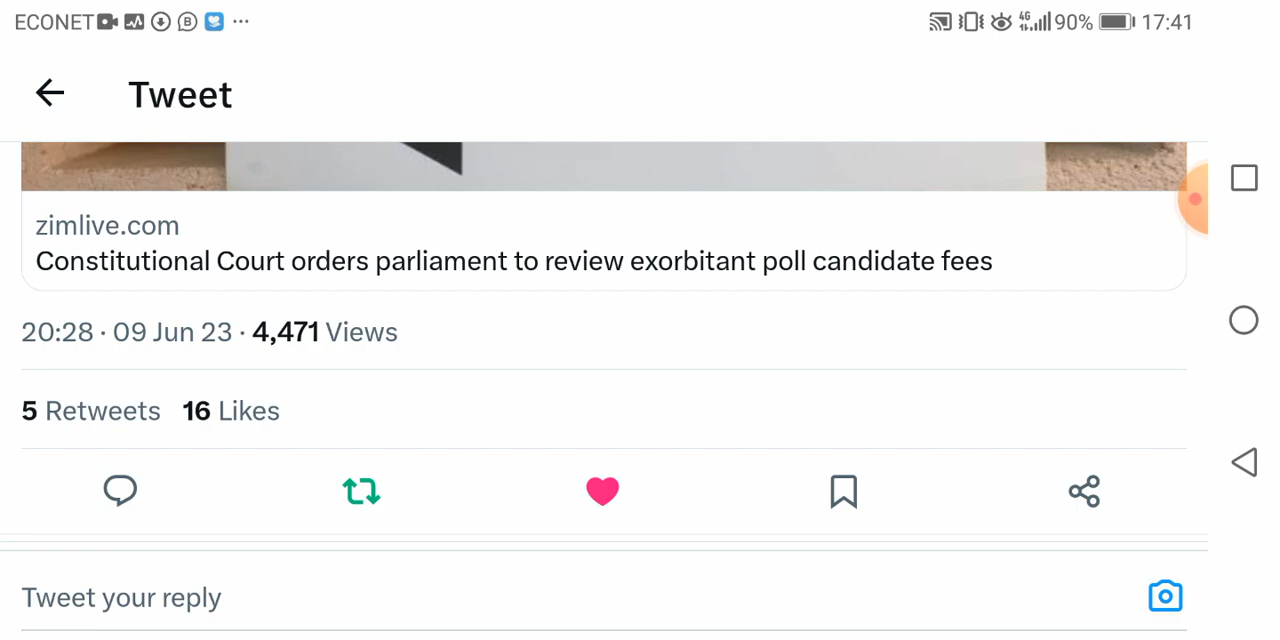 ECONET 4G 90% 17:41
Tweet
zimlive.com
Constitutional Court orders parliament to review exorbitant poll candidate fees
20:28 · 09 Jun 23 · 4,471 Views
5 Retweets 16 Likes
Tweet your reply